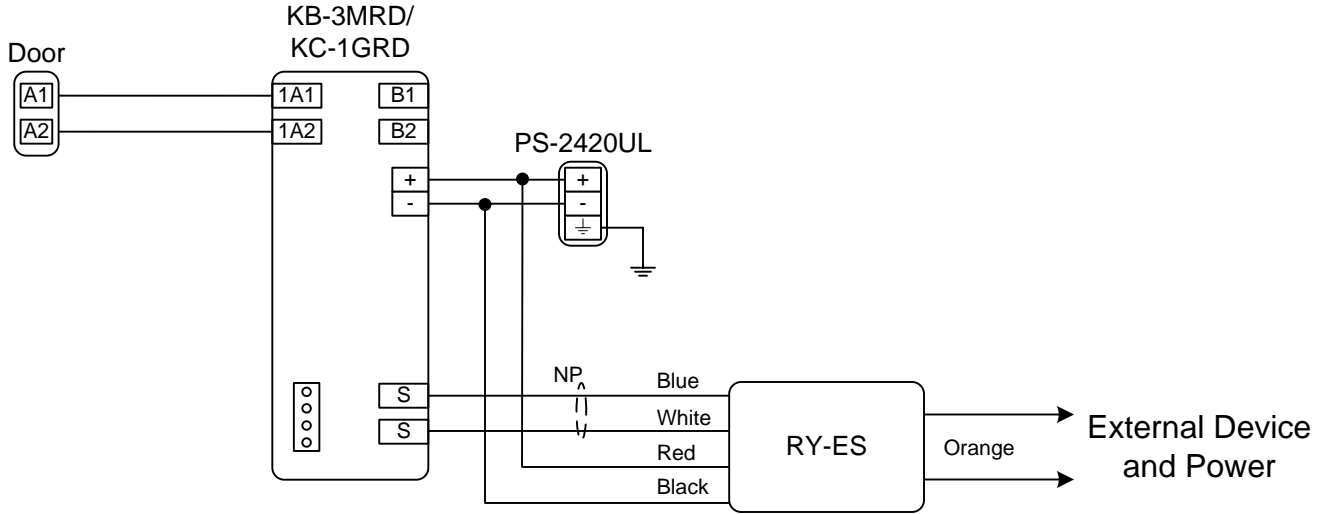 KB-3MRD/
KC-1GRD
Door
A1
1A1
B1
A2
1A2
B2
PS-2420UL
+
+
-
-
NP
Blue
S
White
S
Red
Black
RY-ES
Orange
External Device
and Power